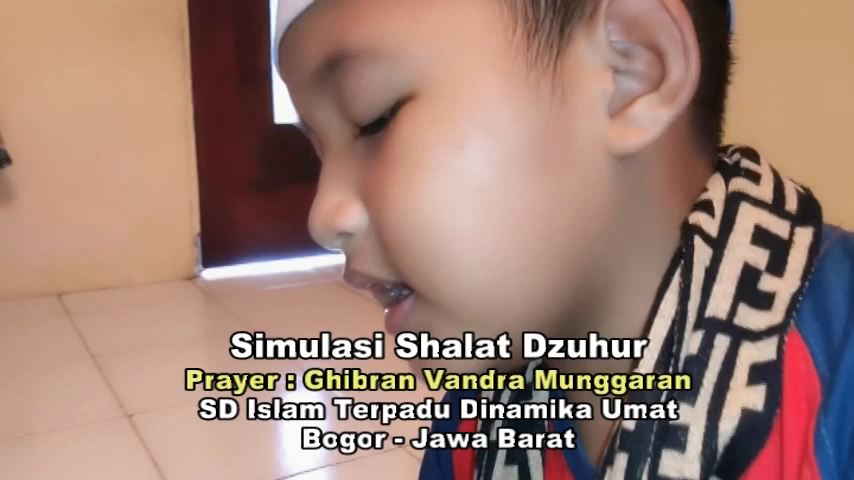 Simulasi Shalat Dzuhur
Prayer : Ghibran Vandra Munggaran
SD Islam Terpadu Dinamika Umat
Bogor - Jawa Barat